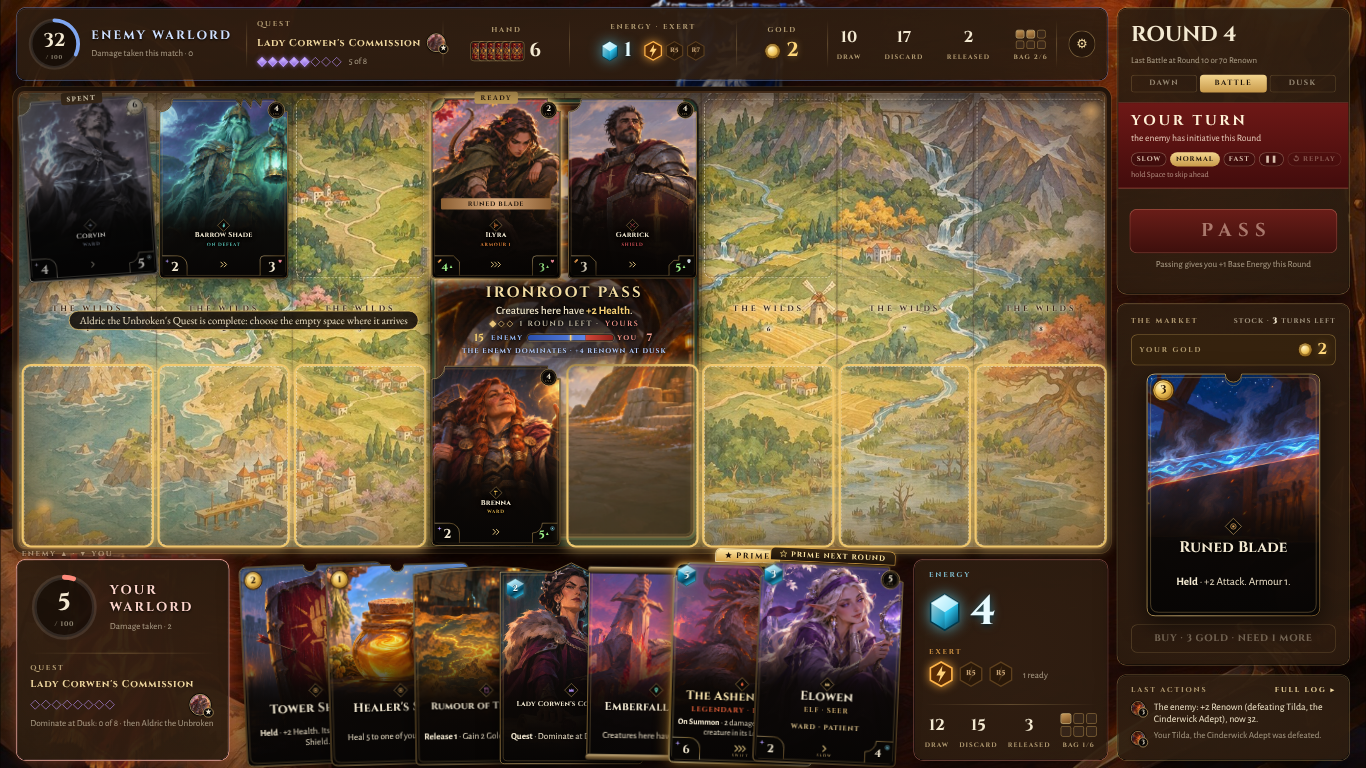 32
/ 100
ENEMY WARLORD
Damage taken this match · 0
QUEST
LADY CORWEN'S COMMISSION
5 of 8
HAND
6
ENERGY · EXERT
1
R5
R7
GOLD
2
10
DRAW
17
DISCARD
2
RELEASED
BAG 2/6
ROUND 4
Last Battle at Round 10 or 70 Renown
DAWN
BATTLE
DUSK
YOUR TURN
the enemy has initiative this Round
SLOW
NORMAL
FAST
REPLAY
hold Space to skip ahead
PASS
Passing gives you +1 Base Energy this Round
SPENT
6
CORVIN
WARD
4
5
4
BARROW SHADE
ON DEFEAT
2
3
READY
2
RUNED BLADE
ILYRA
ARMOUR 1
4
3
4
GARRICK
SHIELD
3
5
THE WILDS
THE WILDS
THE WILDS
THE WILDS
THE WILDS
THE WILDS
Aldric the Unbroken's Quest is complete: choose the empty space where it arrives
IRONROOT PASS
Creatures here have +2 Health.
1 ROUND LEFT · YOURS
15 ENEMY
YOU 7
THE ENEMY DOMINATES · +4 RENOWN AT DUSK
4
BRENNA
WARD
2
5
THE MARKET
STOCK · 3 TURNS LEFT
YOUR GOLD
2
3
RUNED BLADE
Held · +2 Attack. Armour 1.
BUY · 3 GOLD · NEED 1 MORE
ENEMY ▲ · ▼ YOU
5
/ 100
YOUR WARLORD
Damage taken · 2
QUEST
LADY CORWEN'S COMMISSION
Dominate at Dusk: 0 of 8 · then Aldric the Unbroken
★ PRIME
☆ PRIME NEXT ROUND
2
TOWER S
Held · +2 Health. Its
Shield.
1
HEALER'S
Heal 5 to one of you
RUMOUR OF T
Release 1 · Gain 2 Gol
2
LADY CORWEN'S CO
Quest · Dominate at D
EMBERFALL
Creatures here hav
THE ASHEN
LEGENDARY
On Summon · 2 damage
creature in its L
6
3
5
ELOWEN
ELF · SEER
WARD · PATIENT
2
4
ENERGY
4
EXERT
R5
R5
1 ready
12
DRAW
15
DISCARD
3
RELEASED
BAG 1/6
LAST ACTIONS
FULL LOG ▸
The enemy: +2 Renown (defeating Tilda, the
Cinderwick Adept), now 32.
Your Tilda, the Cinderwick Adept was defeated.